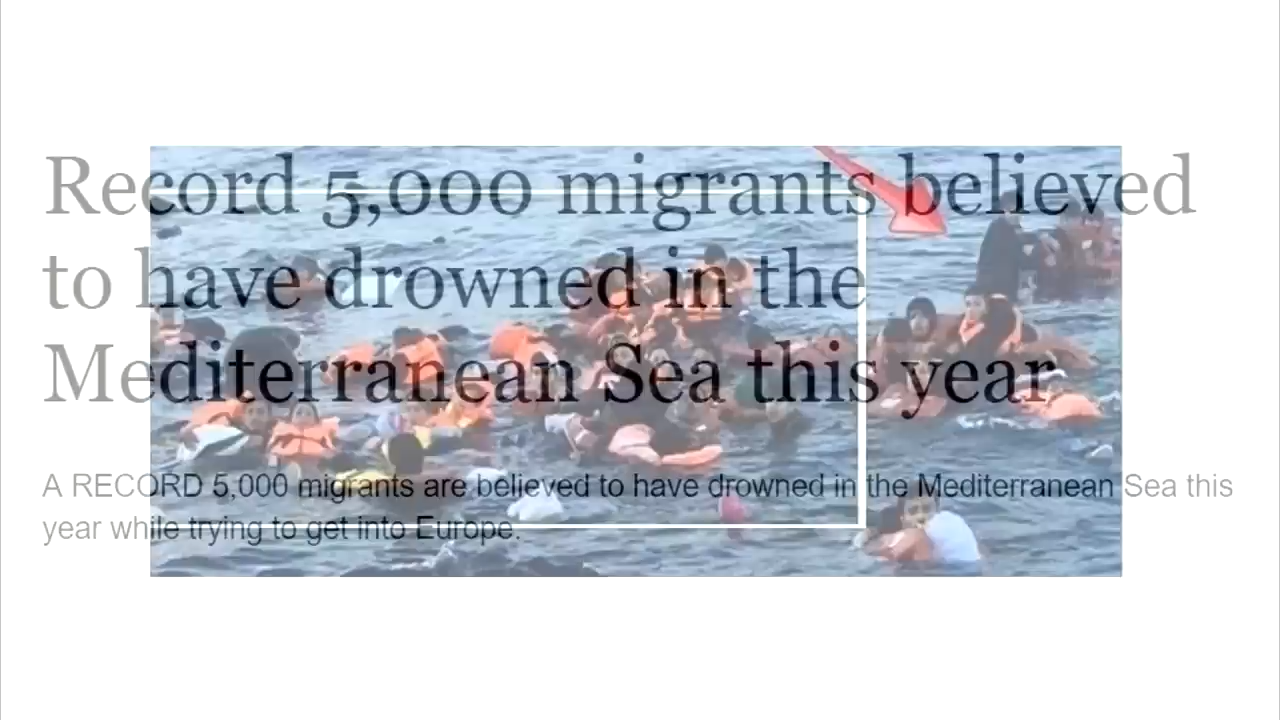 Record 5,000 migrants believed
to have drowned in the
Mediterranean Sea this year
A RECORD 5,000 migrants are believed to have drowned in the Mediterranean Sea this
year while trying to get into Europe.